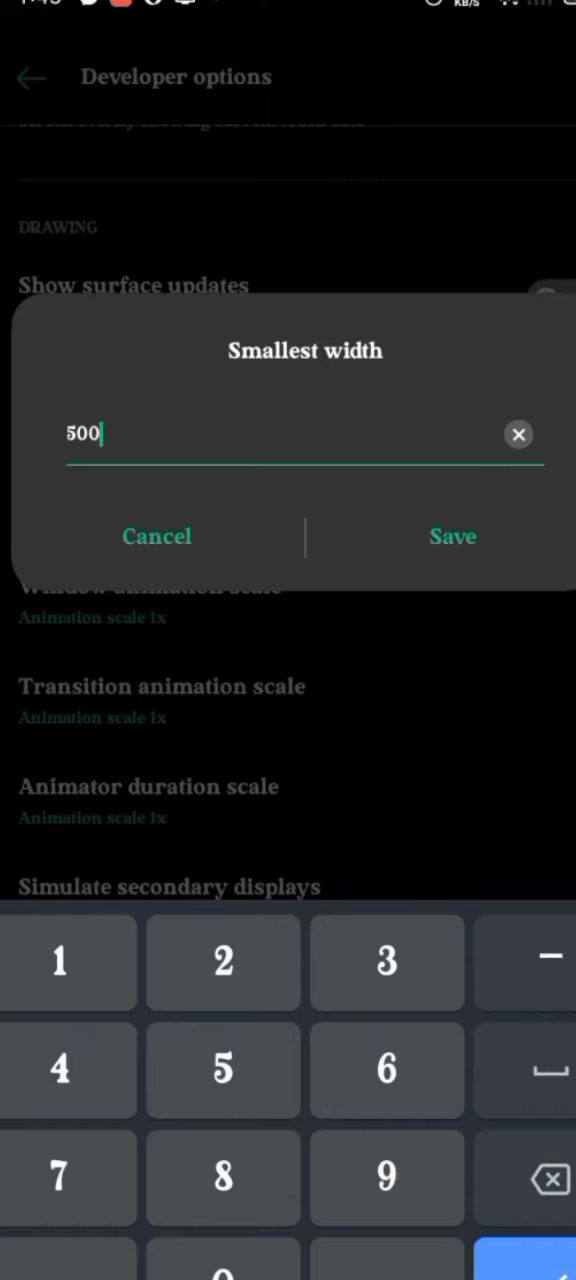 KB/S
Developer options
DRAWING
Show surface updates
Smallest width
500
Cancel
Save
Window animation scale
Animation scale 1x
Transition animation scale
Animation scale 1x
Animator duration scale
Animation scale 1x
Simulate secondary displays
1 2 3 –
4 5 6
7 8 9
0